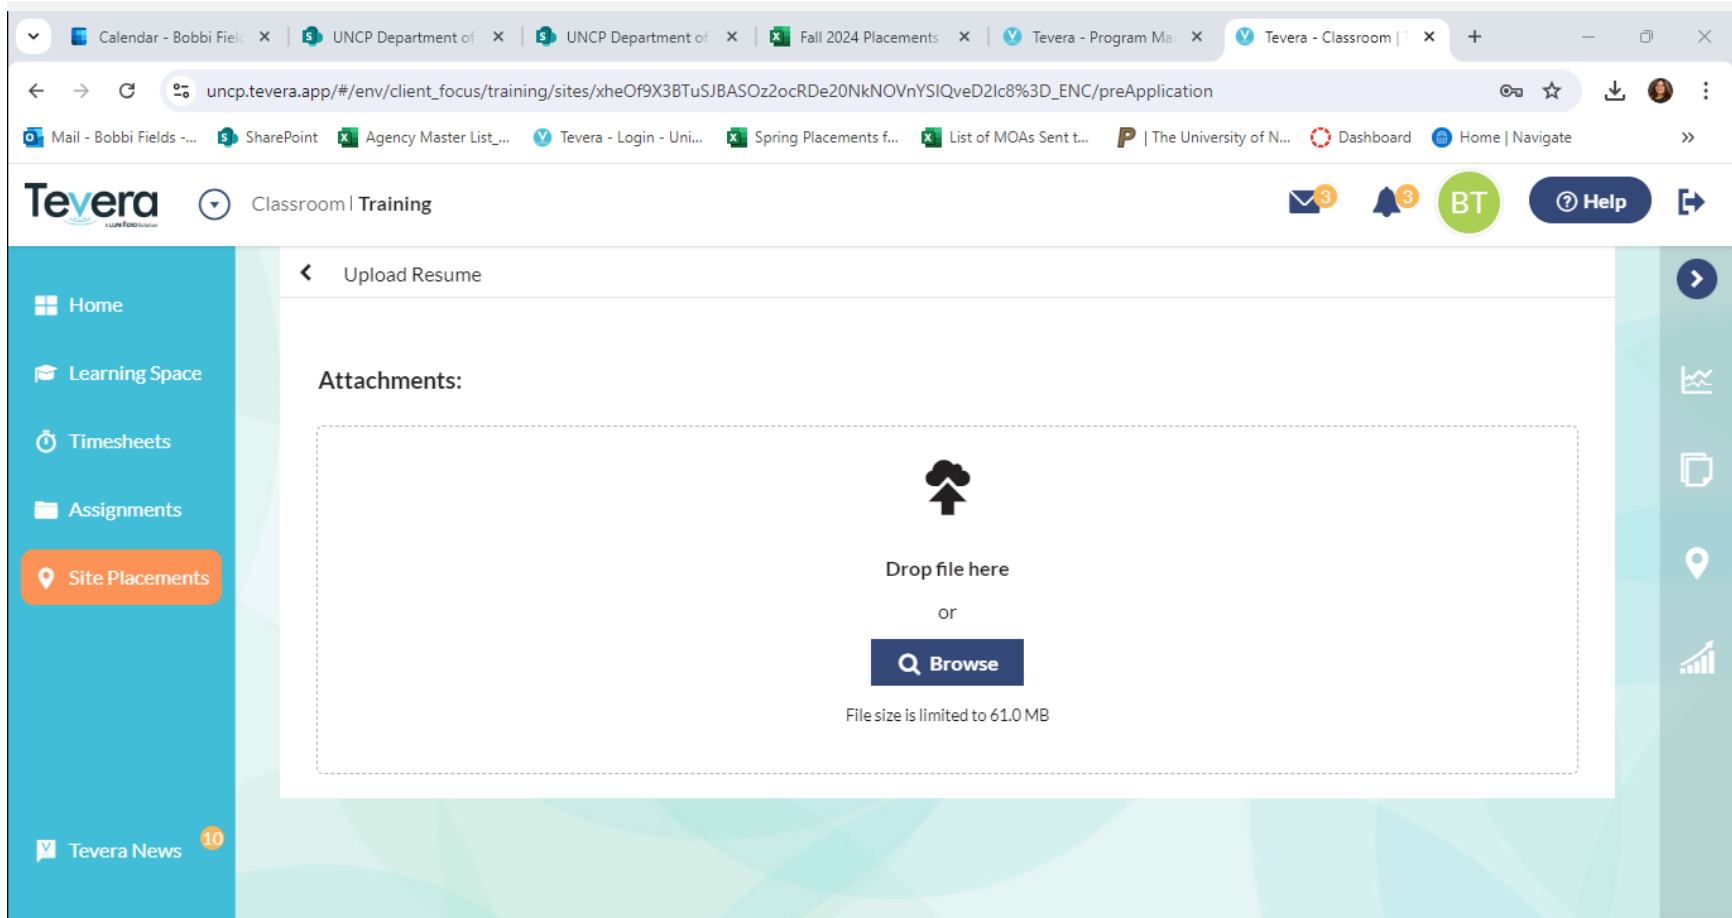 Calendar - Bobbi Fiel
UNCP Department of
UNCP Department of
Fall 2024 Placements
Tevera - Program Ma
Tevera - Classroom | T
uncp.tevera.app/#/env/client_focus/training/sites/xheOf9X3BTuSJBASOz2ocRDe20NkNOVnYSIQveD2Ic8%3D_ENC/preApplication
Mail - Bobbi Fields -...
SharePoint
Agency Master List_...
Tevera - Login - Uni...
Spring Placements f...
List of MOAs Sent t...
| The University of N...
Dashboard
Home | Navigate
Tevera
A LUMIVERO Solution
Classroom | Training
3
3
BT
Help
Upload Resume
Home
Learning Space
Timesheets
Assignments
Site Placements
Tevera News
10
Attachments:
Drop file here
or
Browse
File size is limited to 61.0 MB